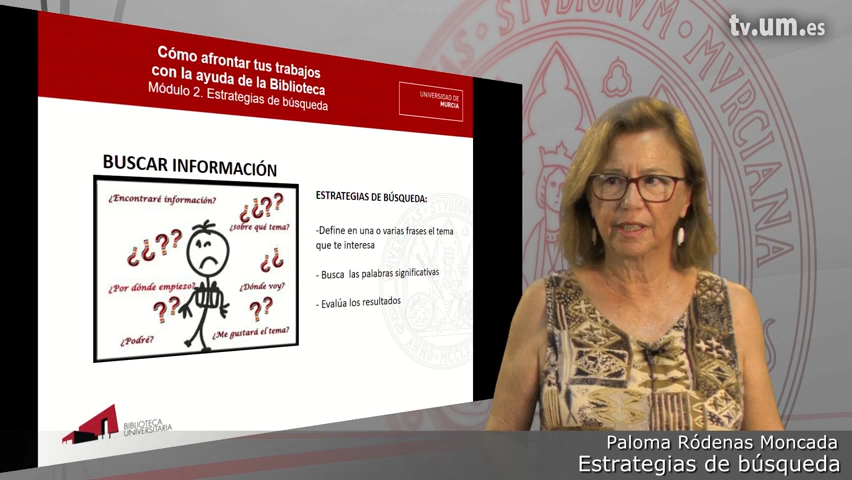 tv.um.es
Cómo afrontar tus trabajos
con la ayuda de la Biblioteca
Módulo 2. Estrategias de búsqueda
UNIVERSIDAD DE
MURCIA
BUSCAR INFORMACIÓN
¿Encontraré información?
¿¿??
¿sobre qué tema?
¿¿??
¿Por dónde empiezo?
¿¿
¿Dónde voy?
??
??
¿Podré?
¿Me gustará el tema?
ESTRATEGIAS DE BÚSQUEDA:
-Define en una o varias frases el tema
que te interesa
- Busca las palabras significativas
- Evalúa los resultados
BIBLIOTECA
UNIVERSITARIA
MVRCIANA
Paloma Ródenas Moncada
Estrategias de búsqueda